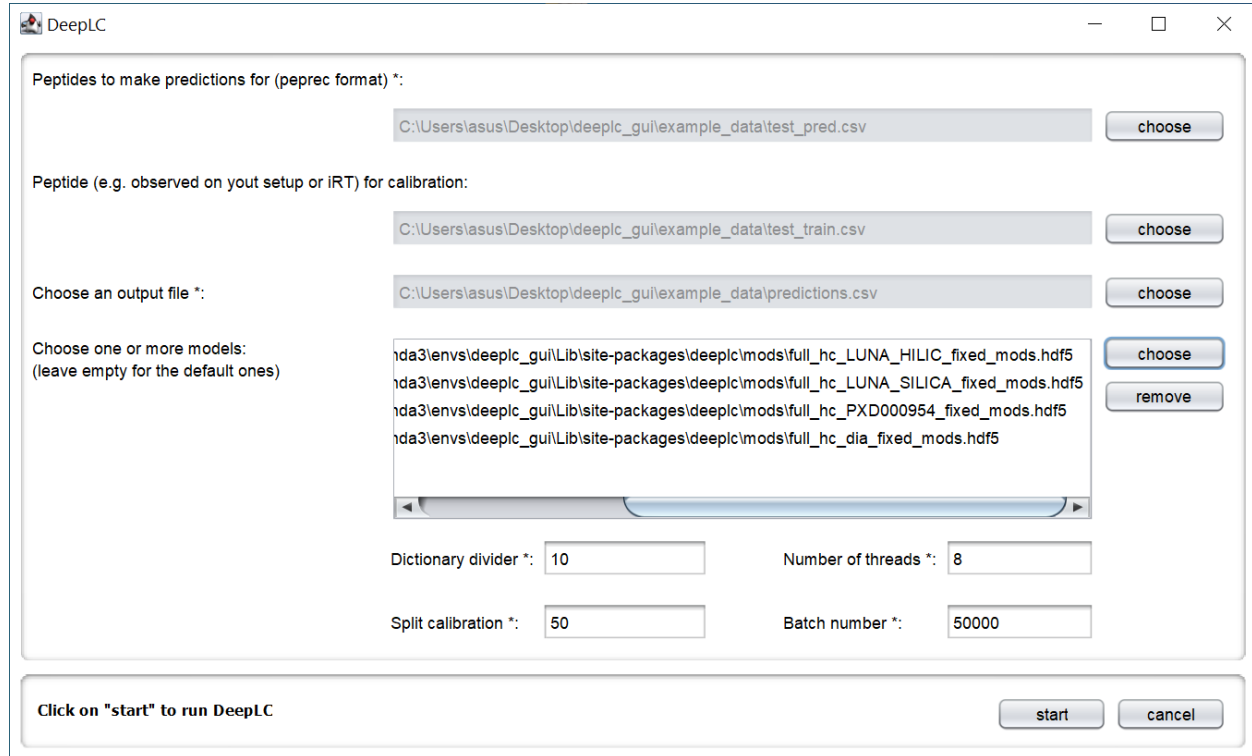 DeepLC
Peptides to make predictions for (peprec format) *:
C:\Users\asus\Desktop\deeplc_gui\example_data\test_pred.csv
choose
Peptide (e.g. observed on yout setup or iRT) for calibration:
C:\Users\asus\Desktop\deeplc_gui\example_data\test_train.csv
choose
Choose an output file *:
C:\Users\asus\Desktop\deeplc_gui\example_data\predictions.csv
choose
Choose one or more models:
(leave empty for the default ones)
nda3\envs\deeplc_gui\Lib\site-packages\deeplc\mods\full_hc_LUNA_HILIC_fixed_mods.hdf5
nda3\envs\deeplc_gui\Lib\site-packages\deeplc\mods\full_hc_LUNA_SILICA_fixed_mods.hdf5
nda3\envs\deeplc_gui\Lib\site-packages\deeplc\mods\full_hc_PXD000954_fixed_mods.hdf5
nda3\envs\deeplc_gui\Lib\site-packages\deeplc\mods\full_hc_dia_fixed_mods.hdf5
choose
remove
Dictionary divider *: 10
Number of threads *: 8
Split calibration *: 50
Batch number *: 50000
Click on "start" to run DeepLC
start
cancel